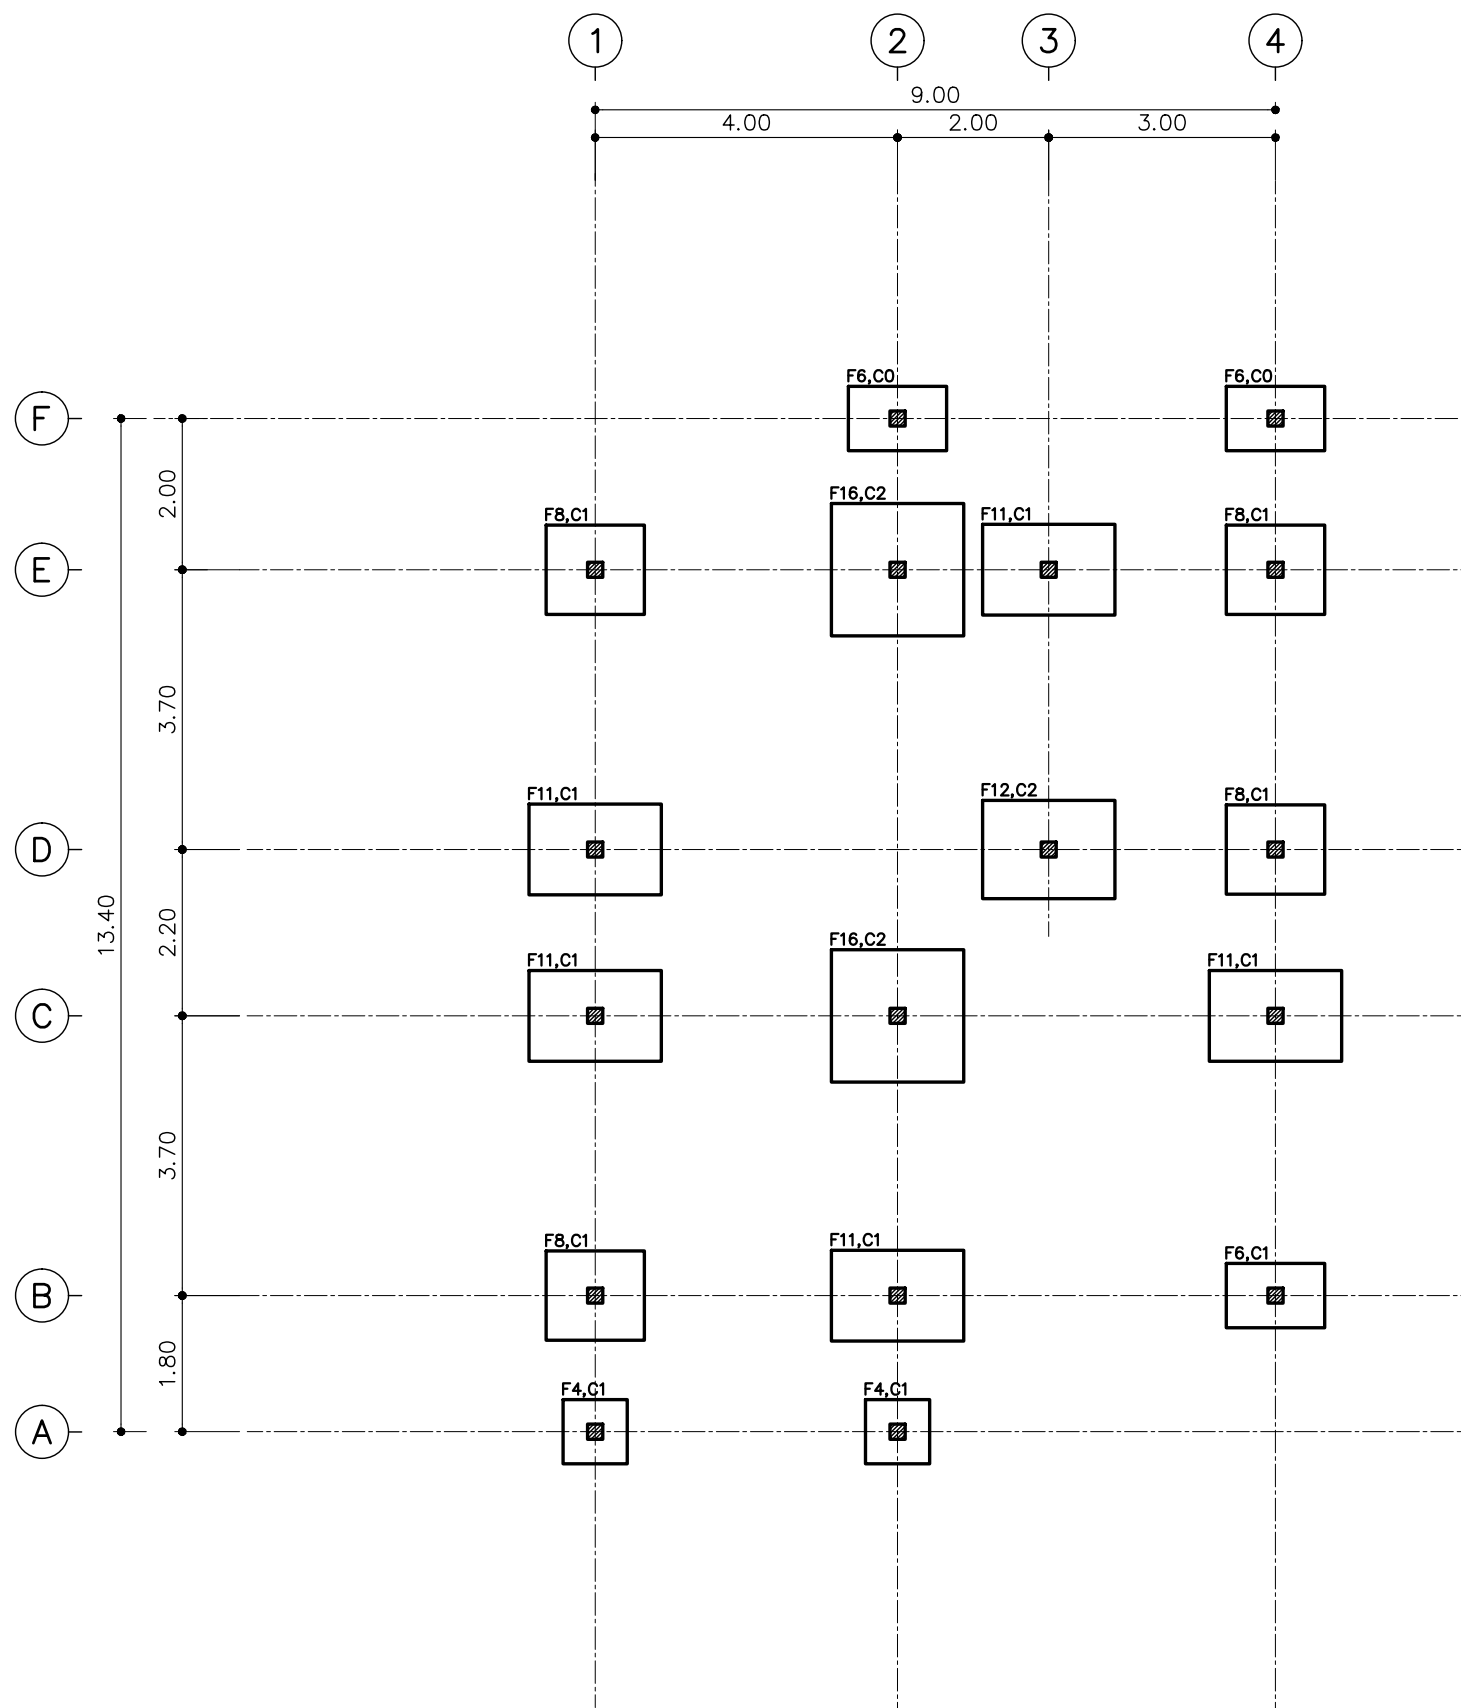 1 2 3 4
9.00
4.00 2.00 3.00
F6,C0 F6,C0
F
2.00
F16,C2
F8,C1 F11,C1 F8,C1
E
3.70
F11,C1 F12,C2 F8,C1
D
13.40
2.20
F16,C2
F11,C1 F11,C1
C
3.70
F8,C1 F11,C1 F6,C1
B
1.80
F4,C1 F4,C1
A